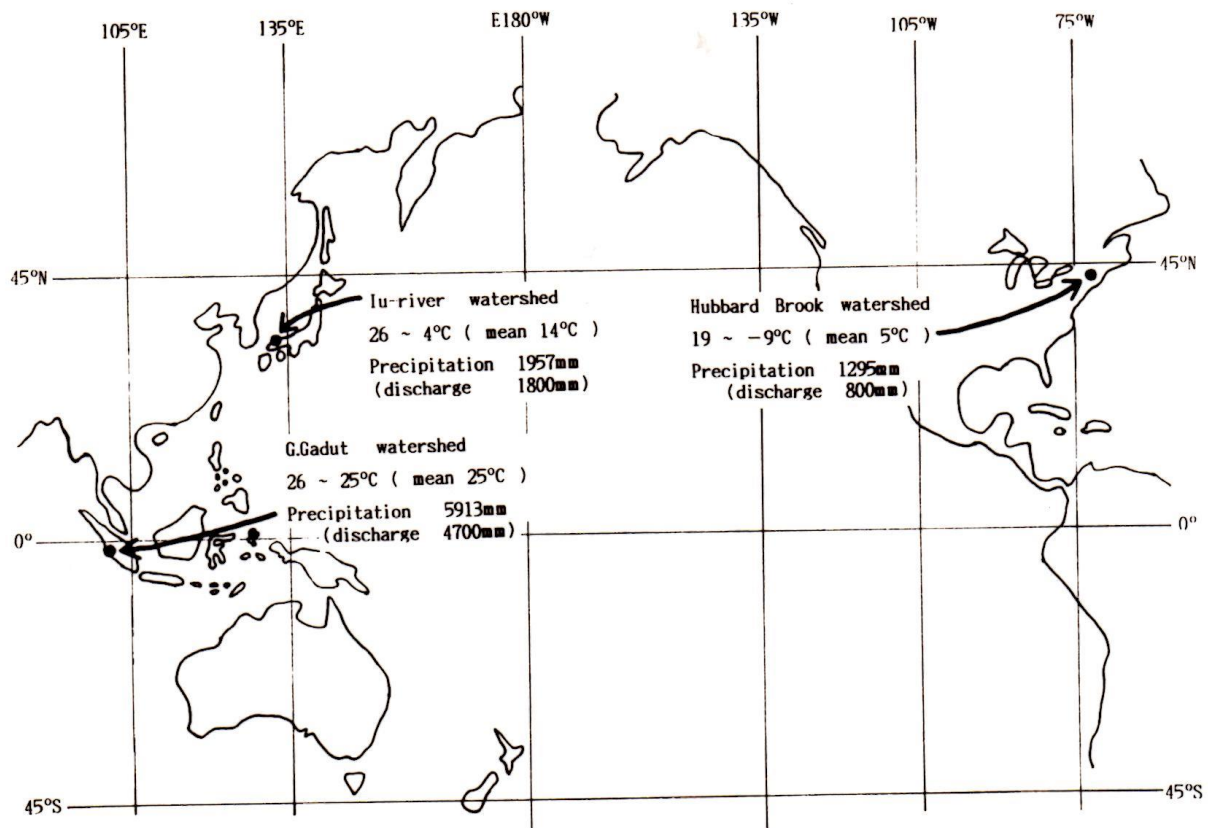 105°E 135°E E180°W 135°W 105°W 75°W
45°N 45°N
Iu-river watershed
26 ~ 4°C ( mean 14°C )
Precipitation 1957mm
(discharge 1800mm)
Hubbard Brook watershed
19 ~ -9°C ( mean 5°C )
Precipitation 1295mm
(discharge 800mm)
G.Gadut watershed
26 ~ 25°C ( mean 25°C )
Precipitation 5913mm
(discharge 4700mm)
0° 0°
45°S 45°S